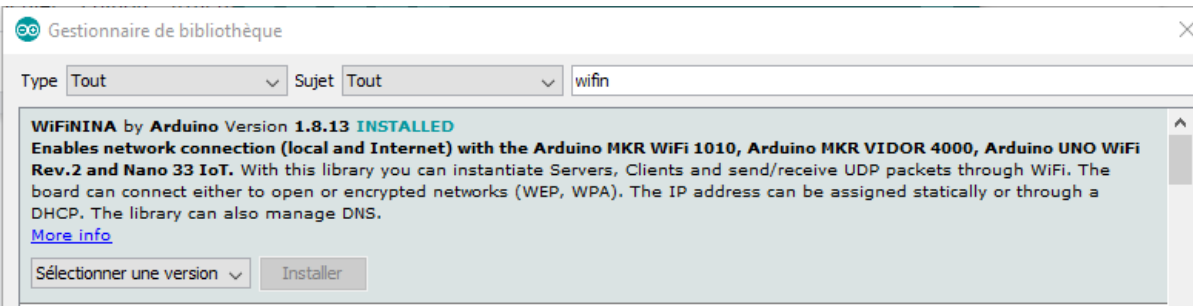 Gestionnaire de bibliothèque
Type Tout Sujet Tout wifin
WiFiNINA by Arduino Version 1.8.13 INSTALLED
Enables network connection (local and Internet) with the Arduino MKR WiFi 1010, Arduino MKR VIDOR 4000, Arduino UNO WiFi
Rev.2 and Nano 33 IoT. With this library you can instantiate Servers, Clients and send/receive UDP packets through WiFi. The
board can connect either to open or encrypted networks (WEP, WPA). The IP address can be assigned statically or through a
DHCP. The library can also manage DNS.
More info
Sélectionner une version Installer